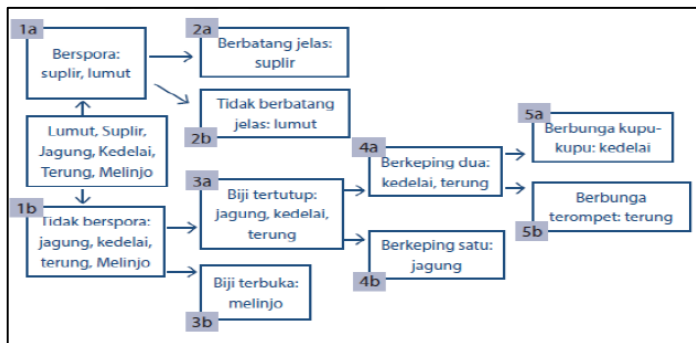 1a
Berspora:
suplir, lumut
2a
Berbatang jelas:
suplir
Tidak berbatang
jelas: lumut
2b
Lumut, Suplir,
Jagung, Kedelai,
Terung, Melinjo
1b
Tidak berspora:
jagung, kedelai,
terung, Melinjo
3a
Biji tertutup:
jagung, kedelai,
terung
Biji terbuka:
melinjo
3b
4a
Berkeping dua:
kedelai, terung
Berkeping satu:
jagung
4b
5a
Berbunga kupu-
kupu: kedelai
Berbunga
terompet: terung
5b